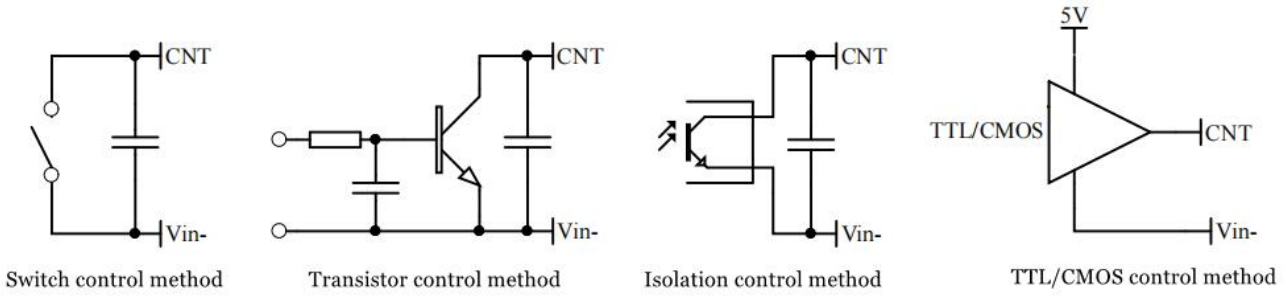 5V
CNT
CNT
CNT
TTL/CMOS
CNT
Vin-
Vin-
Vin-
Vin-
Switch control method
Transistor control method
Isolation control method
TTL/CMOS control method